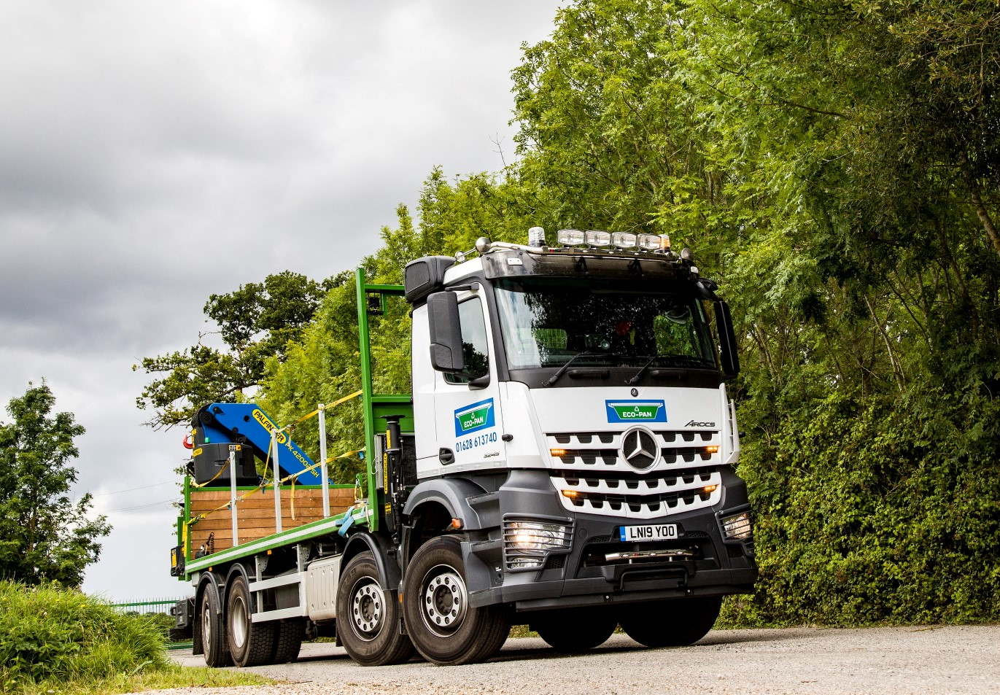 ECO-PAN
AROCS
PALFINGER
ECO-PAN
01628 613740
LN19 YOO